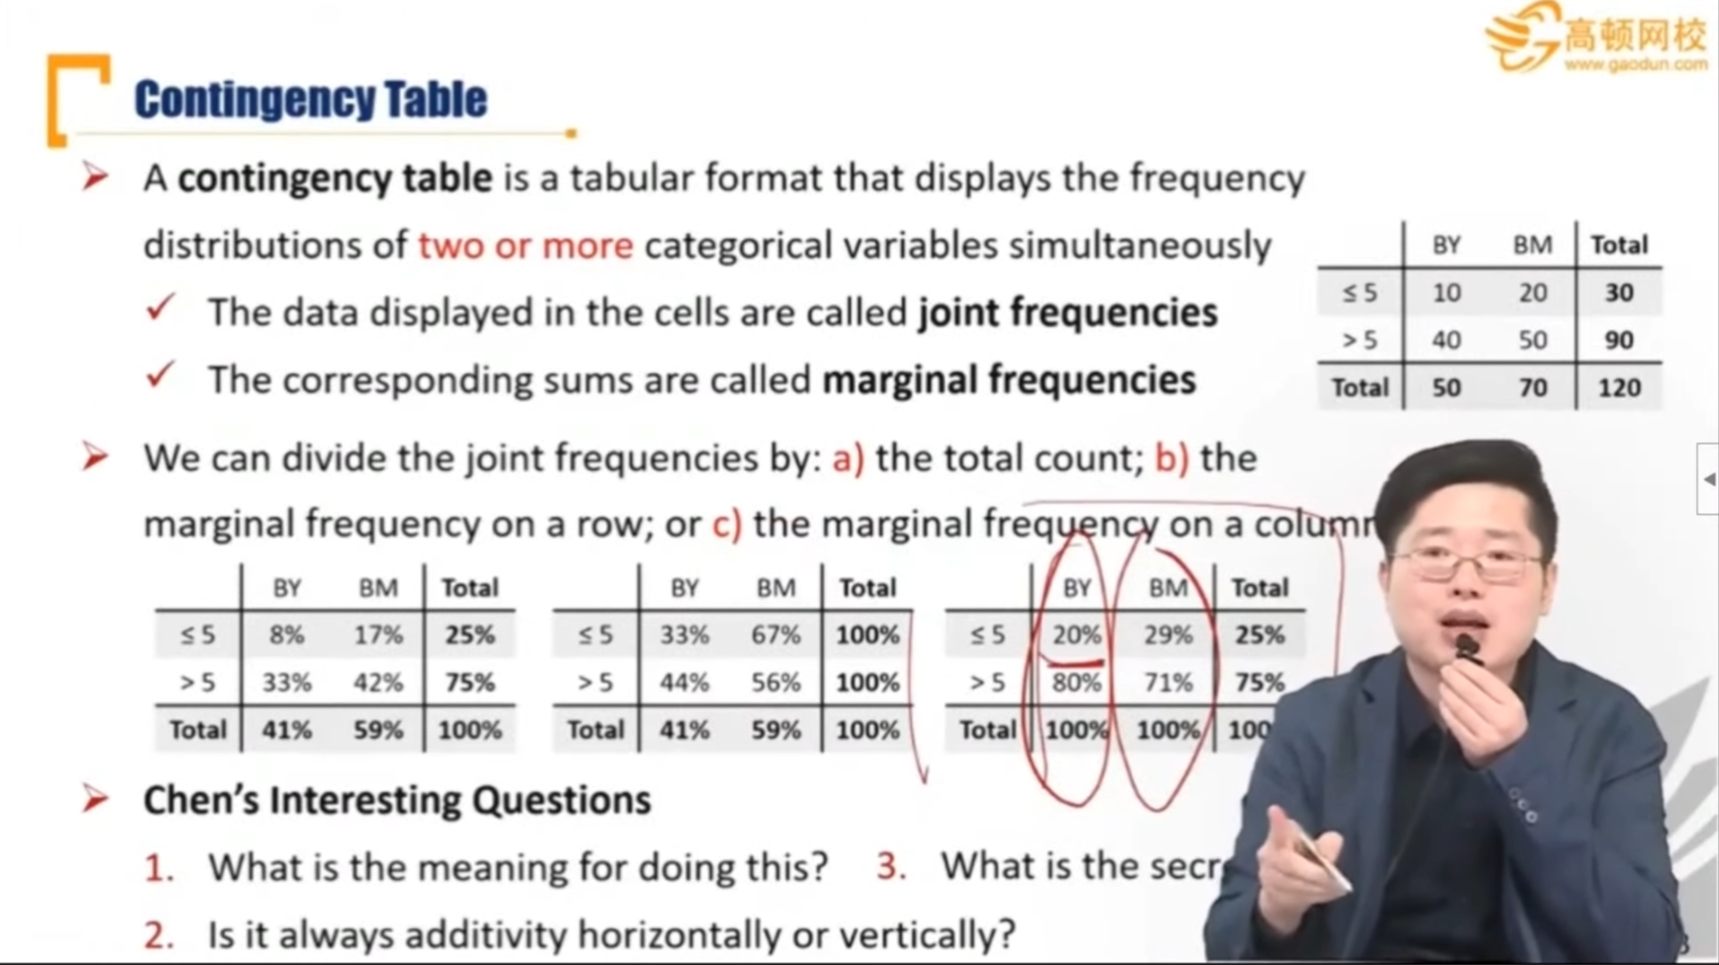 高顿网校
www.gaodun.com
Contingency Table
A contingency table is a tabular format that displays the frequency
distributions of two or more categorical variables simultaneously
The data displayed in the cells are called joint frequencies
The corresponding sums are called marginal frequencies
BY BM Total
≤ 5 10 20 30
> 5 40 50 90
Total 50 70 120
We can divide the joint frequencies by: a) the total count; b) the
marginal frequency on a row; or c) the marginal frequency on a column
BY BM Total
≤ 5 8% 17% 25%
> 5 33% 42% 75%
Total 41% 59% 100%
BY BM Total
≤ 5 33% 67% 100%
> 5 44% 56% 100%
Total 41% 59% 100%
BY BM Total
≤ 5 20% 29% 25%
> 5 80% 71% 75%
Total 100% 100% 100
Chen's Interesting Questions
1. What is the meaning for doing this?
3. What is the secr
2. Is it always additivity horizontally or vertically?